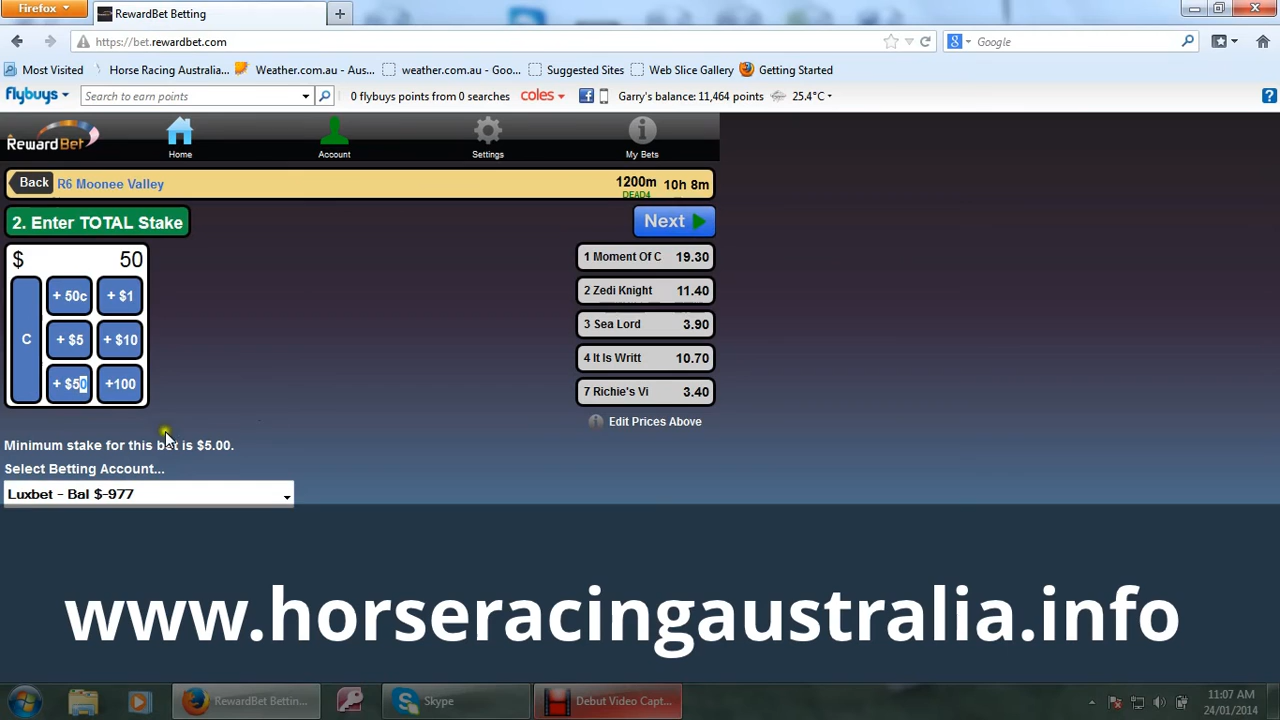 Firefox
RewardBet Betting
https://bet.rewardbet.com
Google
Most Visited
Horse Racing Australia...
Weather.com.au - Aus...
weather.com.au - Goo...
Suggested Sites
Web Slice Gallery
Getting Started
flybuys
Search to earn points
0 flybuys points from 0 searches
coles
Garry's balance: 11,464 points
25.4°C
RewardBet
Home
Account
Settings
My Bets
Back
R6 Moonee Valley
1200m
DEAD4
10h 8m
2. Enter TOTAL Stake
Next
$ 50
+ 50c
+ $1
C
+ $5
+ $10
+ $50
+100
1 Moment Of C 19.30
2 Zedi Knight 11.40
3 Sea Lord 3.90
4 It Is Writt 10.70
7 Richie's Vi 3.40
Edit Prices Above
Minimum stake for this bet is $5.00.
Select Betting Account...
Luxbet - Bal $-977
www.horseracingaustralia.info
RewardBet Bettin...
Skype
Debut Video Capt...
11:07 AM
24/01/2014